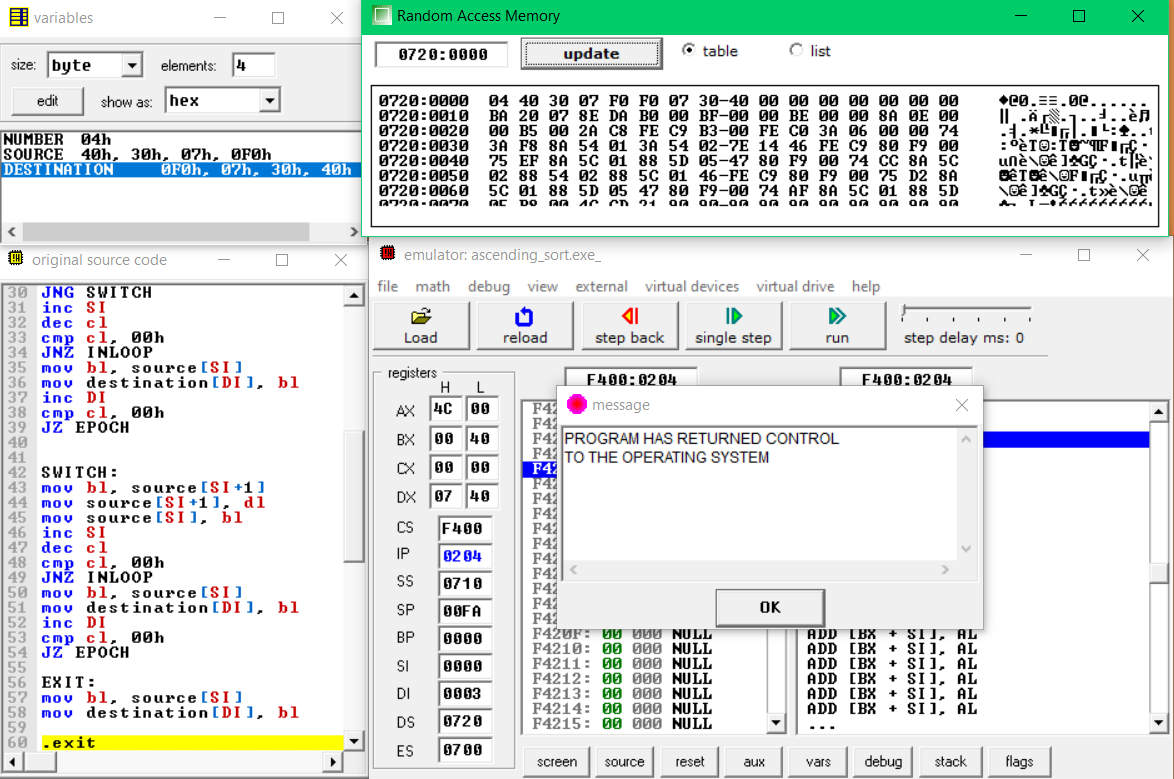 variables
size: byte elements: 4
edit show as: hex
NUMBER 04h
SOURCE 40h, 30h, 07h, 0F0h
DESTINATION 0F0h, 07h, 30h, 40h
Random Access Memory
0720:0000 update table list
0720:0000 04 40 30 07 F0 F0 07 30-40 00 00 00 00 00 00 00
0720:0010 BA 20 07 8E DA B0 00 BF-00 00 BE 00 00 8A 0E 00
0720:0020 00 B5 00 2A C8 FE C9 B3-00 FE C0 3A 06 00 00 74
0720:0030 3A F8 8A 54 01 3A 54 02-7E 14 46 FE C9 80 F9 00
0720:0040 75 EF 8A 5C 01 88 5D 05-47 80 F9 00 74 CC 8A 5C
0720:0050 02 88 54 02 88 5C 01 46-FE C9 80 F9 00 75 D2 8A
0720:0060 5C 01 88 5D 05 47 80 F9-00 74 AF 8A 5C 01 88 5D
0720:0070 05 B8 00 4C CD 21 90 90-90 90 90 90 90 90 90 90
original source code
30 JNG SWITCH
31 inc SI
32 dec cl
33 cmp cl, 00h
34 JNZ INLOOP
35 mov bl, source[SI]
36 mov destination[DI], bl
37 inc DI
38 cmp cl, 00h
39 JZ EPOCH
40
41
42 SWITCH:
43 mov bl, source[SI+1]
44 mov source[SI+1], dl
45 mov source[SI], bl
46 inc SI
47 dec cl
48 cmp cl, 00h
49 JNZ INLOOP
50 mov bl, source[SI]
51 mov destination[DI], bl
52 inc DI
53 cmp cl, 00h
54 JZ EPOCH
55
56 EXIT:
57 mov bl, source[SI]
58 mov destination[DI], bl
59
60 .exit
emulator: ascending_sort.exe_
file math debug view external virtual devices virtual drive help
Load reload step back single step run step delay ms: 0
registers
H L
AX 4C 00
BX 00 40
CX 00 00
DX 07 40
CS F400
IP 0204
SS 0710
SP 00FA
BP 0000
SI 0000
DI 0003
DS 0720
ES 0700
F400:0204 F400:0204
message
PROGRAM HAS RETURNED CONTROL
TO THE OPERATING SYSTEM
OK
F420F: 00 000 NULL ADD [BX + SI], AL
F4210: 00 000 NULL ADD [BX + SI], AL
F4211: 00 000 NULL ADD [BX + SI], AL
F4212: 00 000 NULL ADD [BX + SI], AL
F4213: 00 000 NULL ADD [BX + SI], AL
F4214: 00 000 NULL ADD [BX + SI], AL
F4215: 00 000 NULL ...
screen source reset aux vars debug stack flags